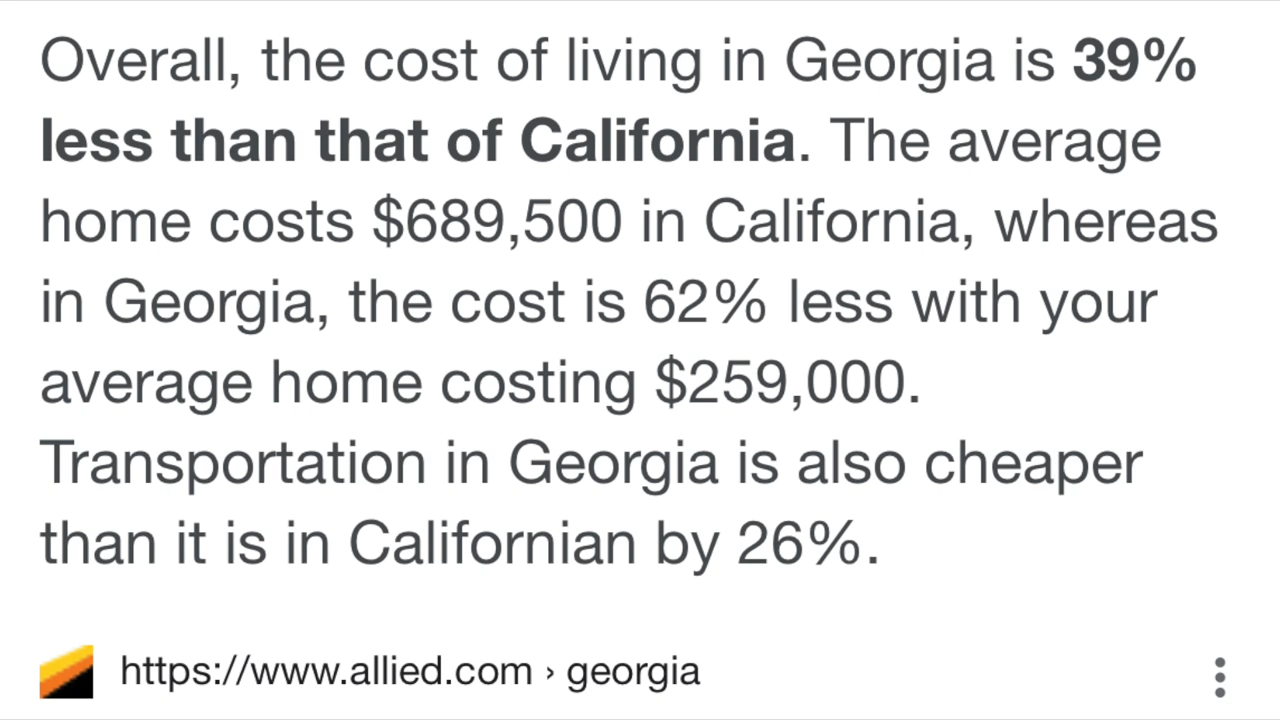 Overall, the cost of living in Georgia is 39%
less than that of California. The average
home costs $689,500 in California, whereas
in Georgia, the cost is 62% less with your
average home costing $259,000.
Transportation in Georgia is also cheaper
than it is in Californian by 26%.
https://www.allied.com › georgia